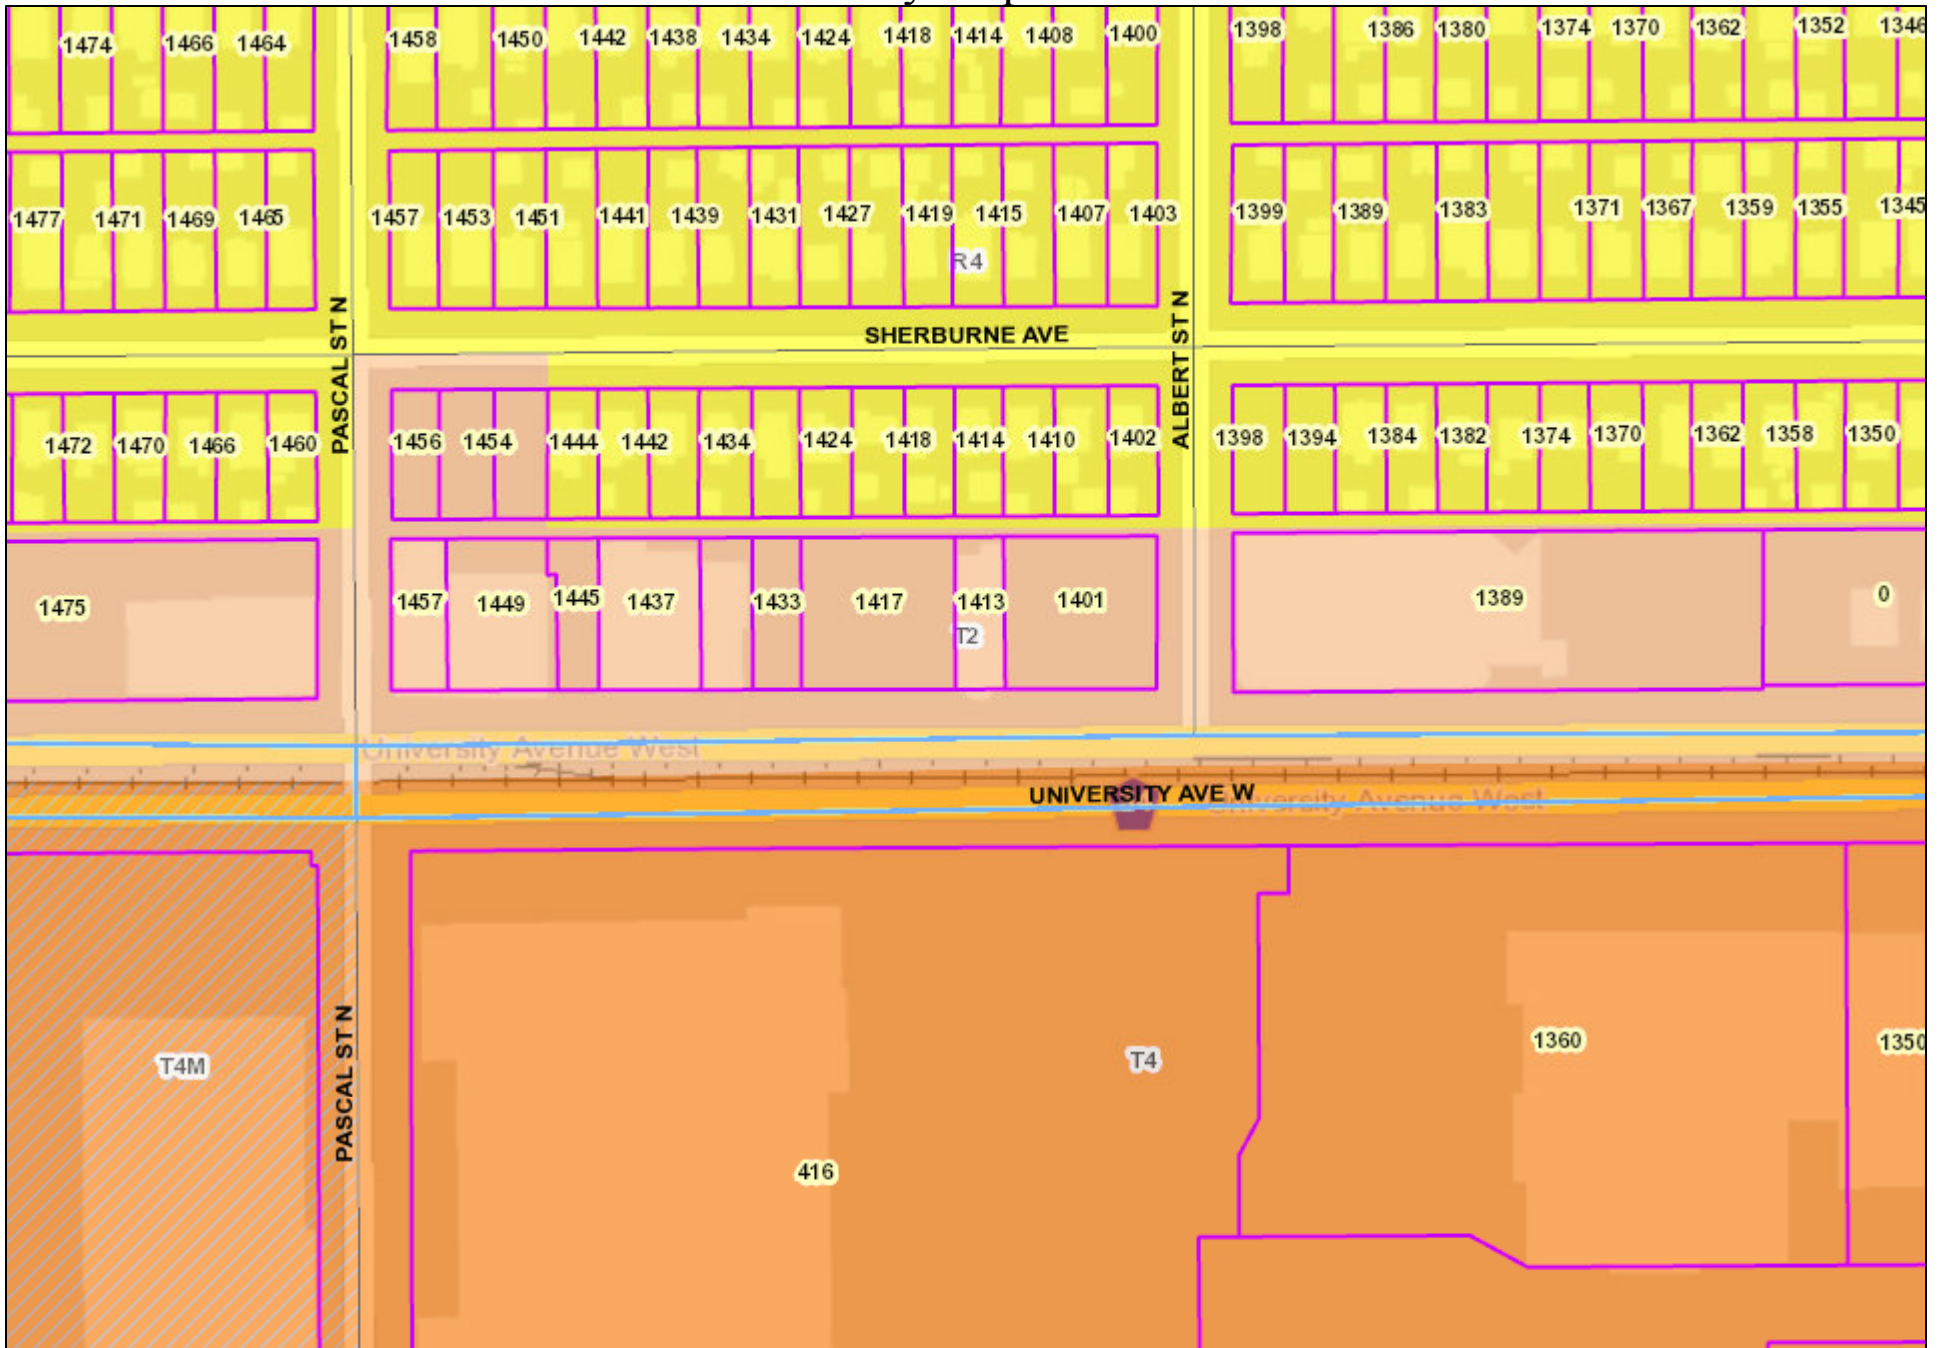 1474 1466 1464 1458 1450 1442 1438 1434 1424 1418 1414 1408 1400 1398 1386 1380 1374 1370 1362 1352 1346
1477 1471 1469 1465 1457 1453 1451 1441 1439 1431 1427 1419 1415 1407 1403 1399 1389 1383 1371 1367 1359 1355 1345
R4
PASCAL ST N
ALBERT ST N
SHERBURNE AVE
1472 1470 1466 1460 1456 1454 1444 1442 1434 1424 1418 1414 1410 1402 1398 1394 1384 1382 1374 1370 1362 1358 1350
1475 1457 1449 1445 1437 1433 1417 1413 1401 1389 0
T2
University Avenue West
UNIVERSITY AVE W
University Avenue West
PASCAL ST N
T4M
T4
1360
1350
416